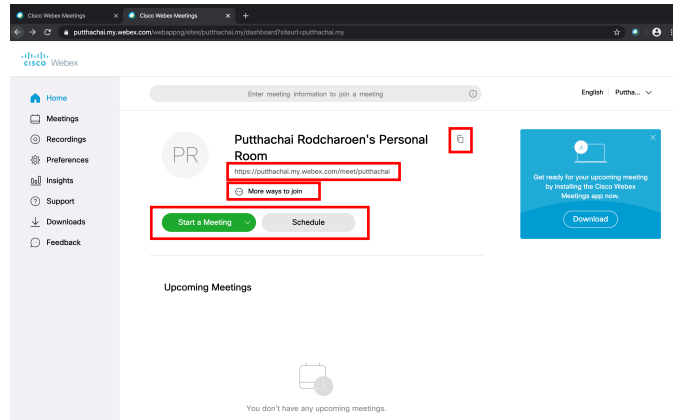 Cisco Webex Meetings
Cisco Webex Meetings
putthachai.my.webex.com/webappng/sites/putthachai.my/dashboard?siteurl=putthachai.my
cisco Webex
Enter meeting information to join a meeting
English
Puttha...
Home
Meetings
Recordings
Preferences
Insights
Support
Downloads
Feedback
PR
Putthachai Rodcharoen's Personal
Room
https://putthachai.my.webex.com/meet/putthachai
More ways to join
Start a Meeting
Schedule
Get ready for your upcoming meeting
by installing the Cisco Webex
Meetings app now.
Download
Upcoming Meetings
You don't have any upcoming meetings.